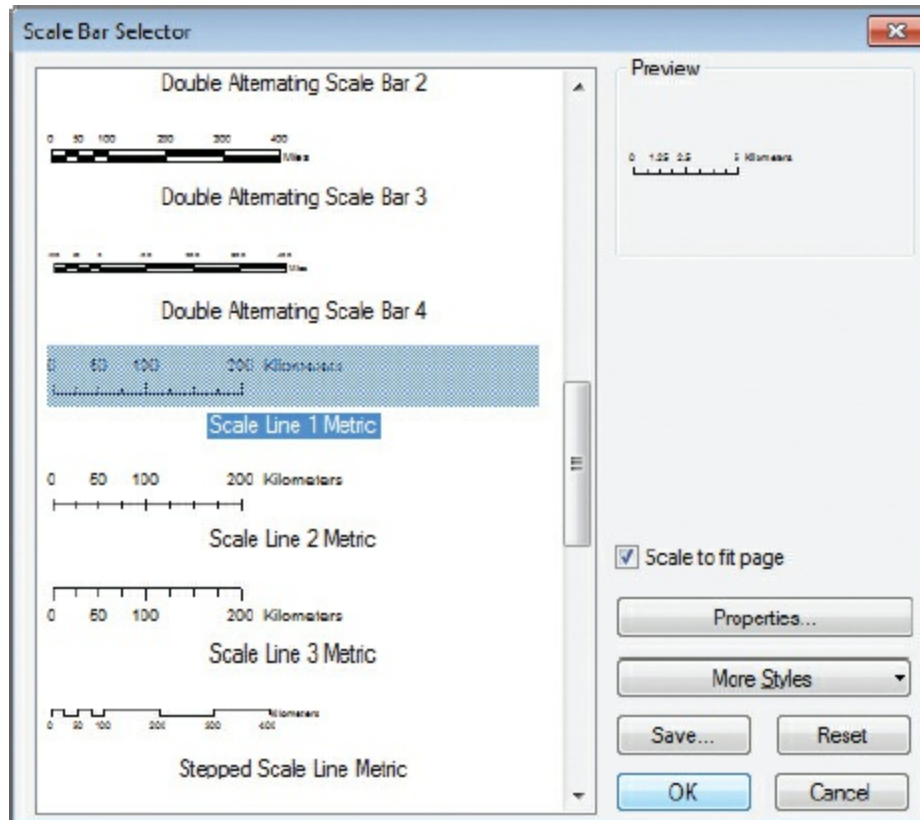 Scale Bar Selector
Double Alternating Scale Bar 2
0 50 100 200 300 400
Miles
Double Alternating Scale Bar 3
Miles
Double Alternating Scale Bar 4
0 50 100 200 Kilometers
Scale Line 1 Metric
0 50 100 200 Kilometers
Scale Line 2 Metric
0 50 100 200 Kilometers
Scale Line 3 Metric
Kilometers
0 50 100 200 300 400
Stepped Scale Line Metric
Preview
0 1.25 2.5 5 Kilometers
Scale to fit page
Properties...
More Styles
Save...
Reset
OK
Cancel